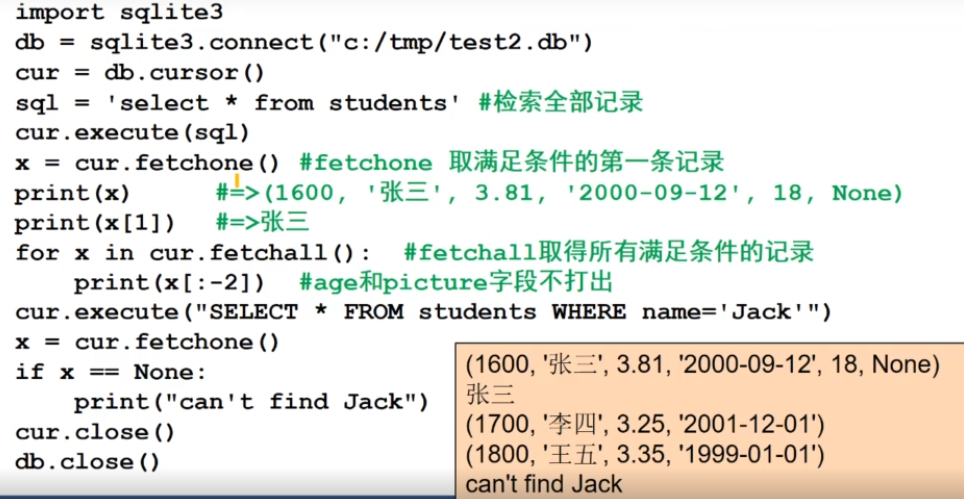 import sqlite3
db = sqlite3.connect("c:/tmp/test2.db")
cur = db.cursor()
sql = 'select * from students' #检索全部记录
cur.execute(sql)
x = cur.fetchone() #fetchone 取满足条件的第一条记录
print(x) #=>(1600, '张三', 3.81, '2000-09-12', 18, None)
print(x[1]) #=>张三
for x in cur.fetchall(): #fetchall取得所有满足条件的记录
    print(x[:-2]) #age和picture字段不打出
cur.execute("SELECT * FROM students WHERE name='Jack'")
x = cur.fetchone()
if x == None:
    print("can't find Jack")
cur.close()
db.close()
(1600, '张三', 3.81, '2000-09-12', 18, None)
张三
(1700, '李四', 3.25, '2001-12-01')
(1800, '王五', 3.35, '1999-01-01')
can't find Jack